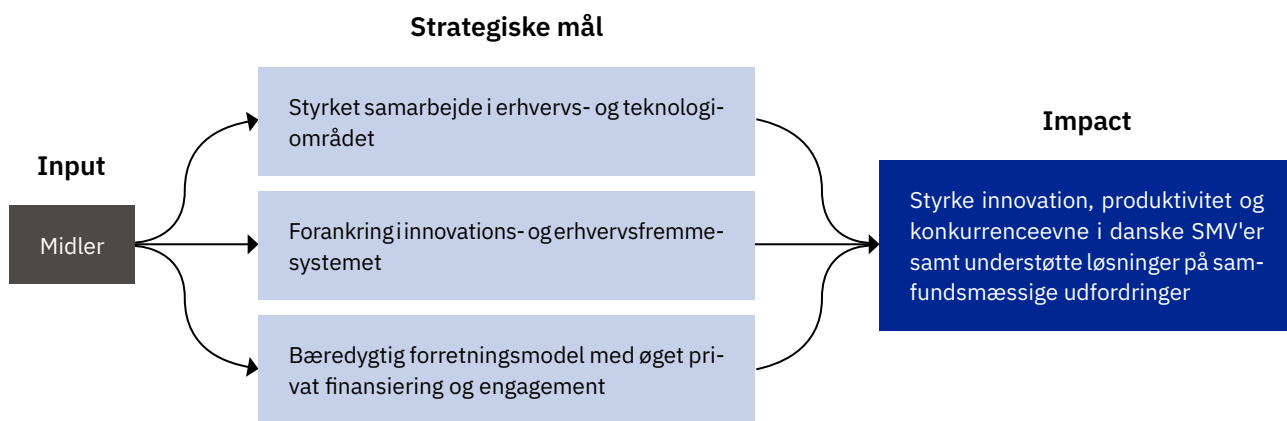 Strategiske mål
Input
Midler
Styrket samarbejde i erhvervs- og teknologi-
området
Forankring i innovations- og erhvervsfremme-
systemet
Bæredygtig forretningsmodel med øget pri-
vat finansiering og engagement
Impact
Styrke innovation, produktivitet og
konkurrenceevne i danske SMV'er
samt understøtte løsninger på sam-
fundsmæssige udfordringer